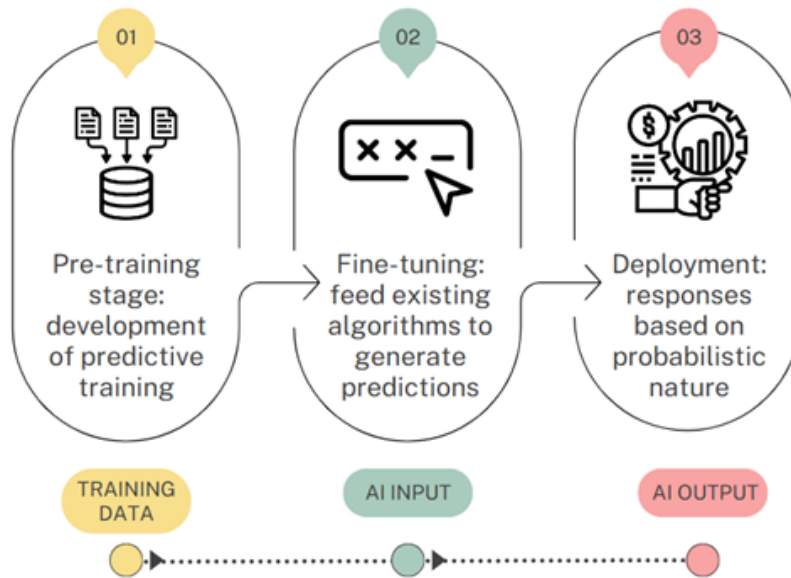 01
Pre-training
stage:
development
of predictive
training
02
Fine-tuning:
feed existing
algorithms to
generate
predictions
03
$
Deployment:
responses
based on
probabilistic
nature
TRAINING
DATA
AI INPUT
AI OUTPUT